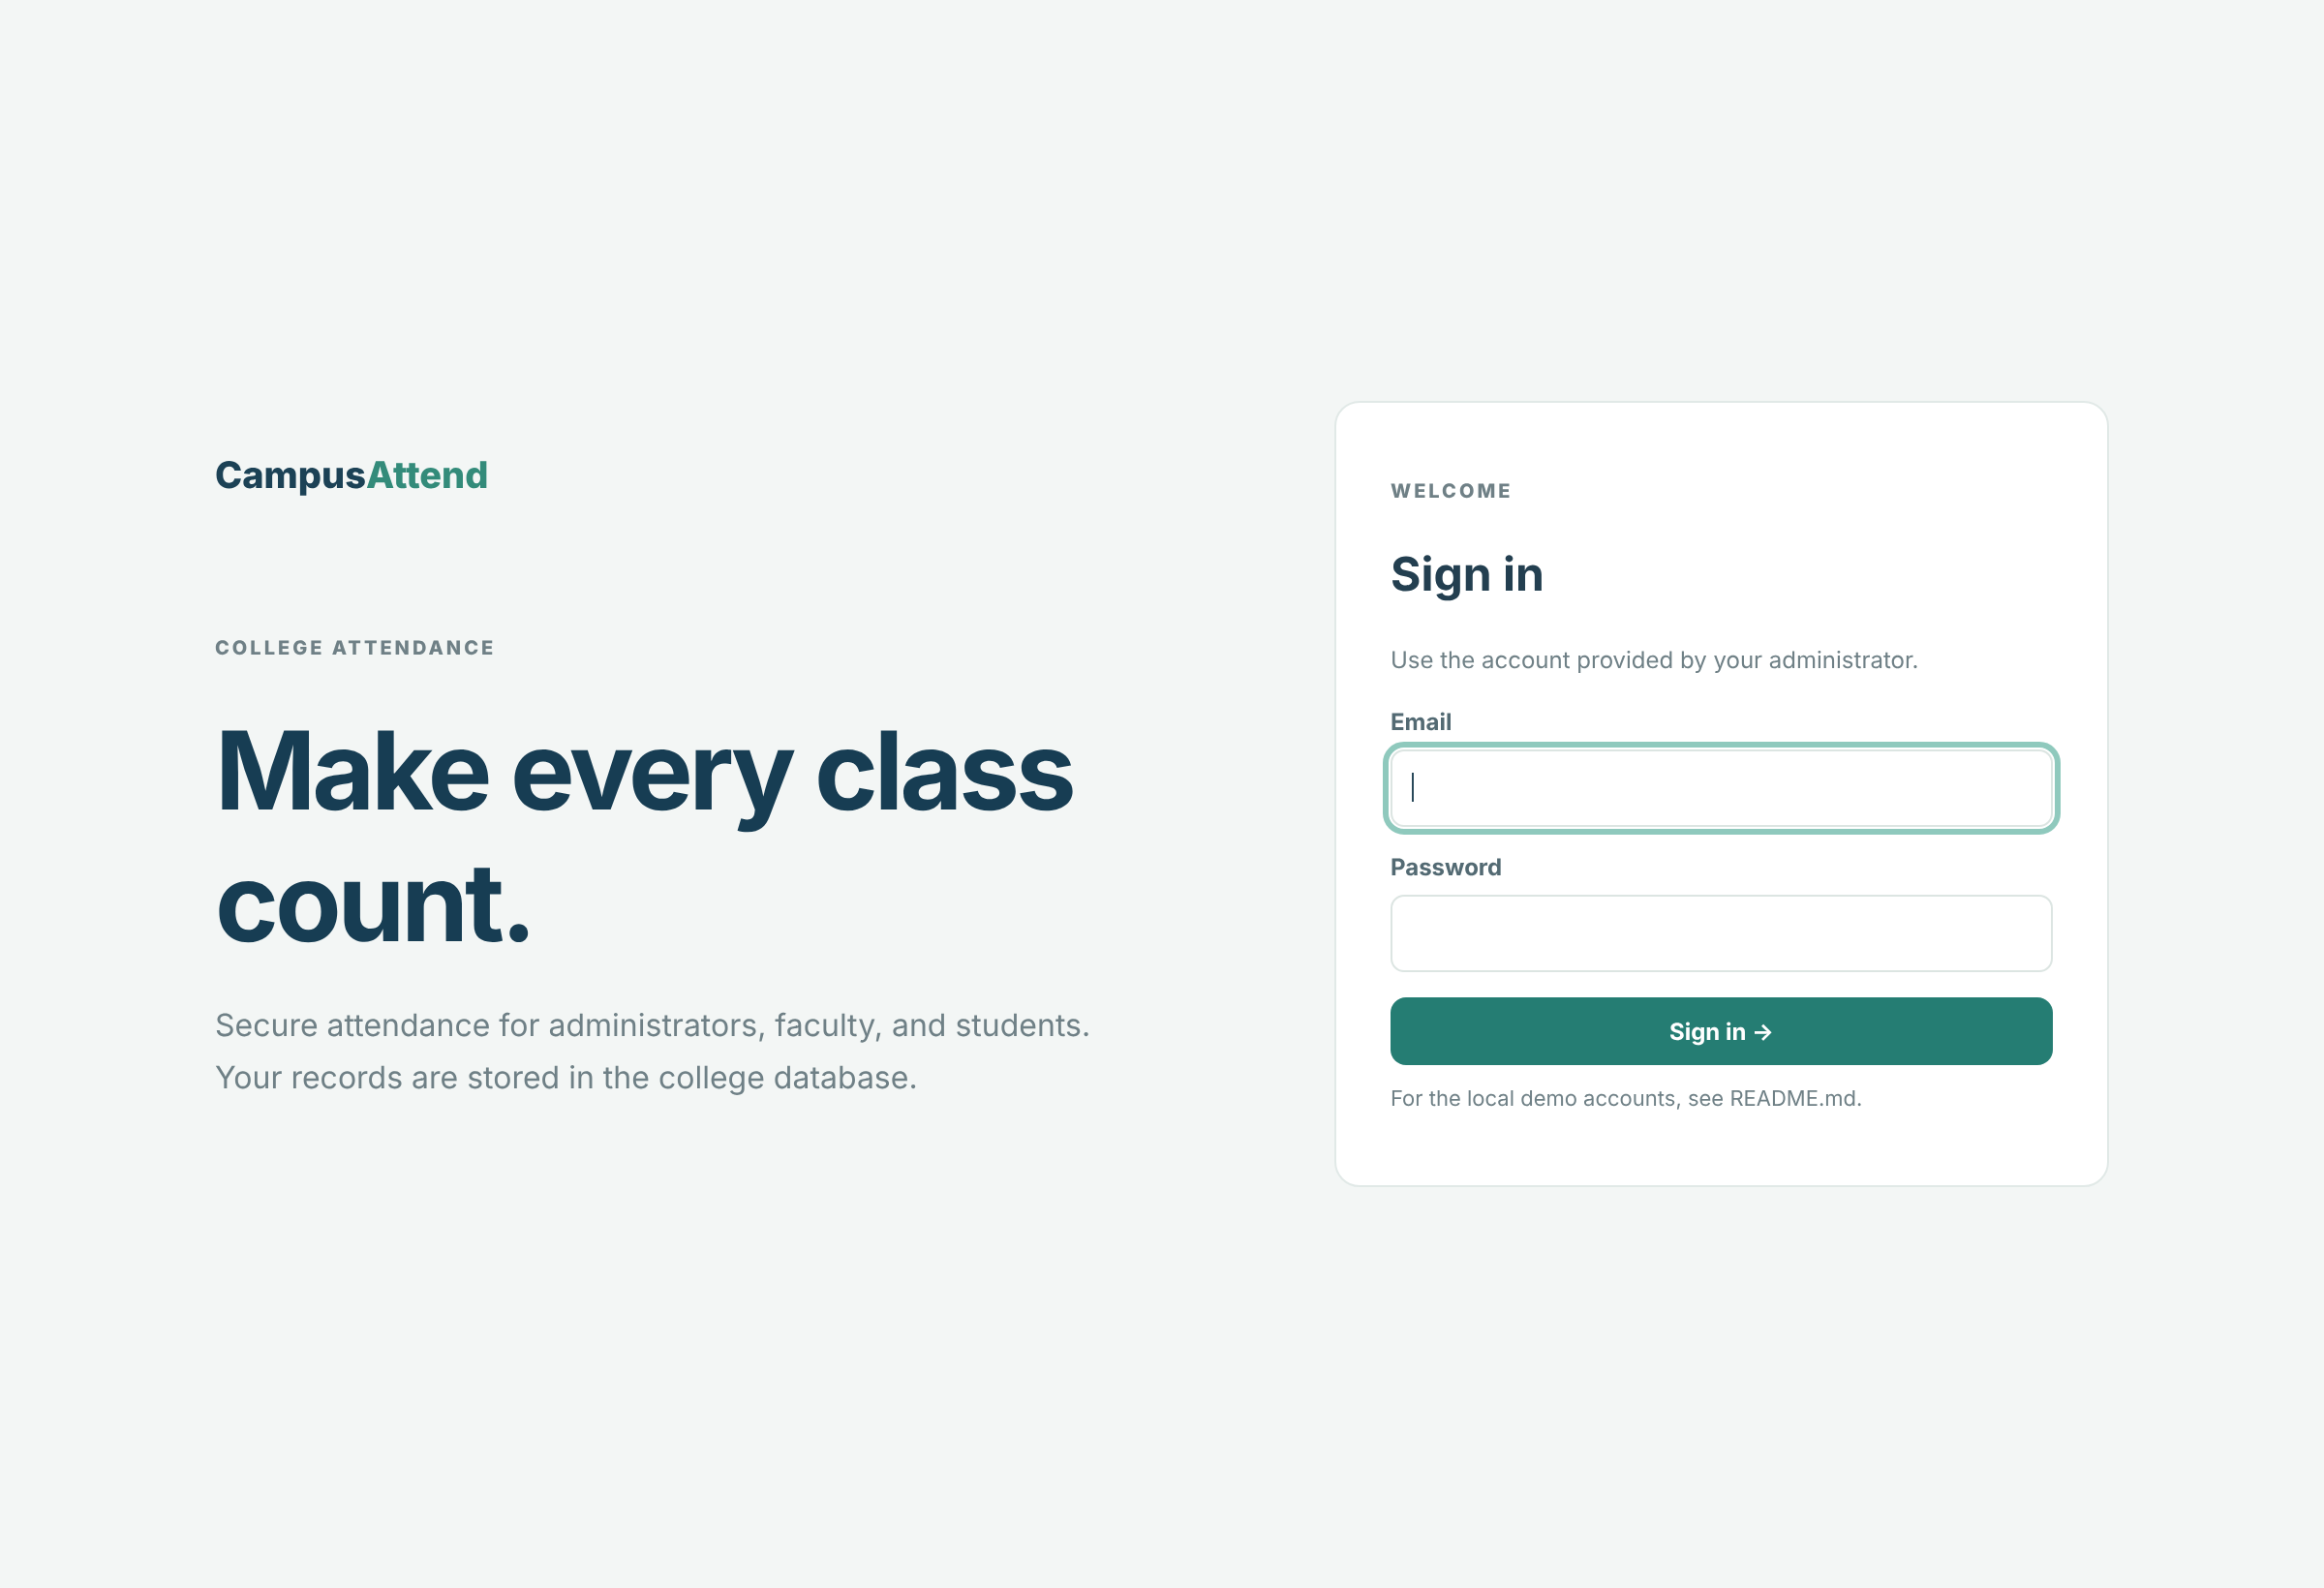 CampusAttend
COLLEGE ATTENDANCE
Make every class
count.
Secure attendance for administrators, faculty, and students.
Your records are stored in the college database.
WELCOME
Sign in
Use the account provided by your administrator.
Email
Password
Sign in →
For the local demo accounts, see README.md.